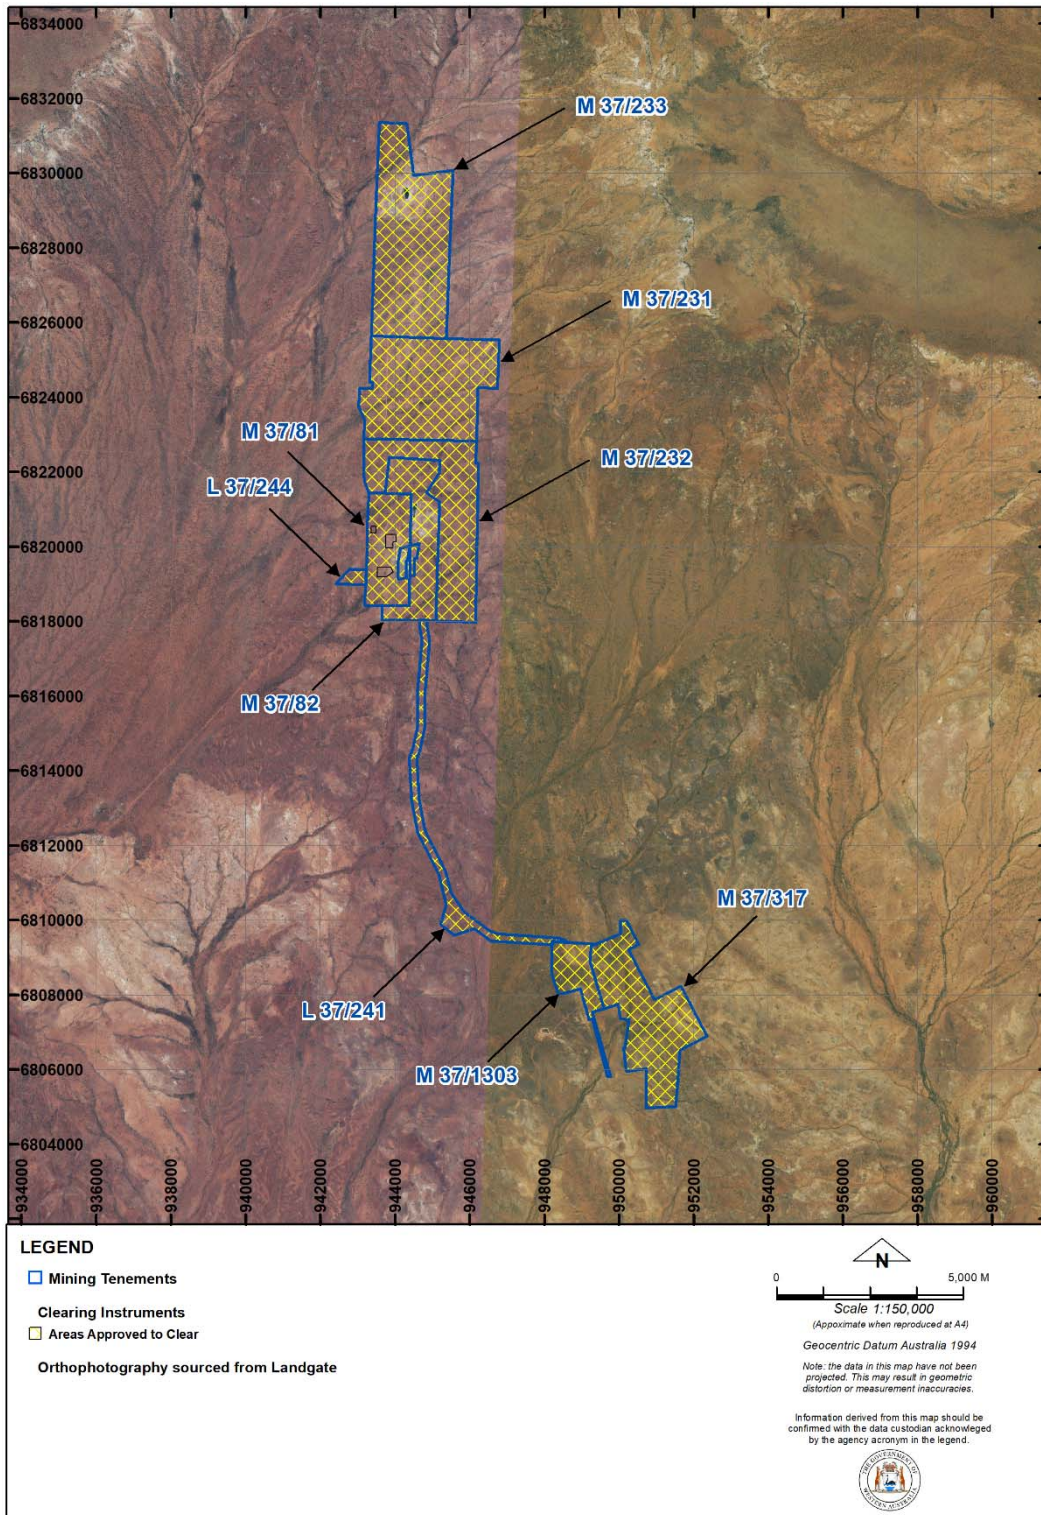 6834000
6832000
M 37/233
6830000
6828000
6826000
M 37/231
6824000
M 37/81
6822000
M 37/232
L 37/244
6820000
6818000
M 37/82
6816000
6814000
6812000
M 37/317
6810000
L 37/241
6808000
M 37/1303
6806000
6804000
934000
936000
938000
940000
942000
944000
946000
948000
950000
952000
954000
956000
958000
960000
LEGEND
Mining Tenements
Clearing Instruments
Areas Approved to Clear
Orthophotography sourced from Landgate
N
0 5,000 M
Scale 1:150,000
(Appoximate when reproduced at A4)
Geocentric Datum Australia 1994
Note: the data in this map have not been
projected. This may result in geometric
distortion or measurement inaccuracies.
Information derived from this map should be
confirmed with the data custodian acknowleged
by the agency acronym in the legend.
THE GOVERNMENT OF
WESTERN AUSTRALIA